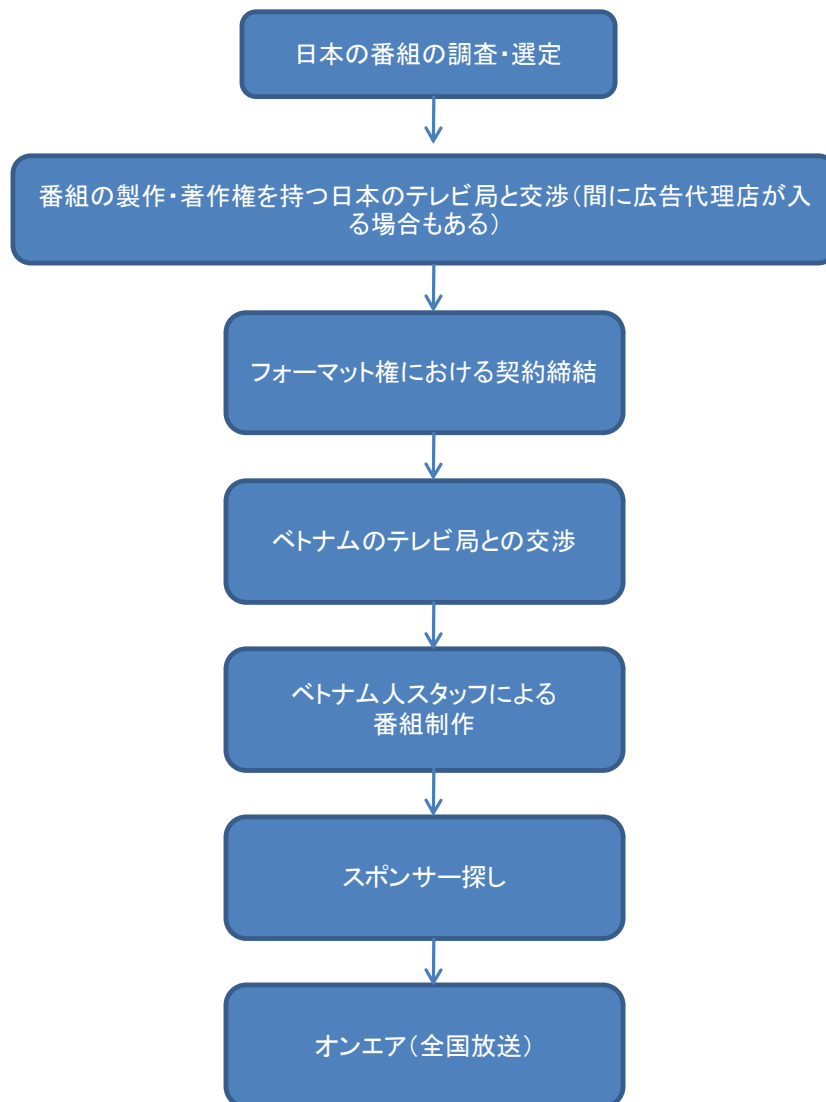 日本の番組の調査・選定
番組の製作・著作権を持つ日本のテレビ局と交渉(間に広告代理店が入
る場合もある)
フォーマット権における契約締結
ベトナムのテレビ局との交渉
ベトナム人スタッフによる
番組制作
スポンサー探し
オンエア(全国放送)